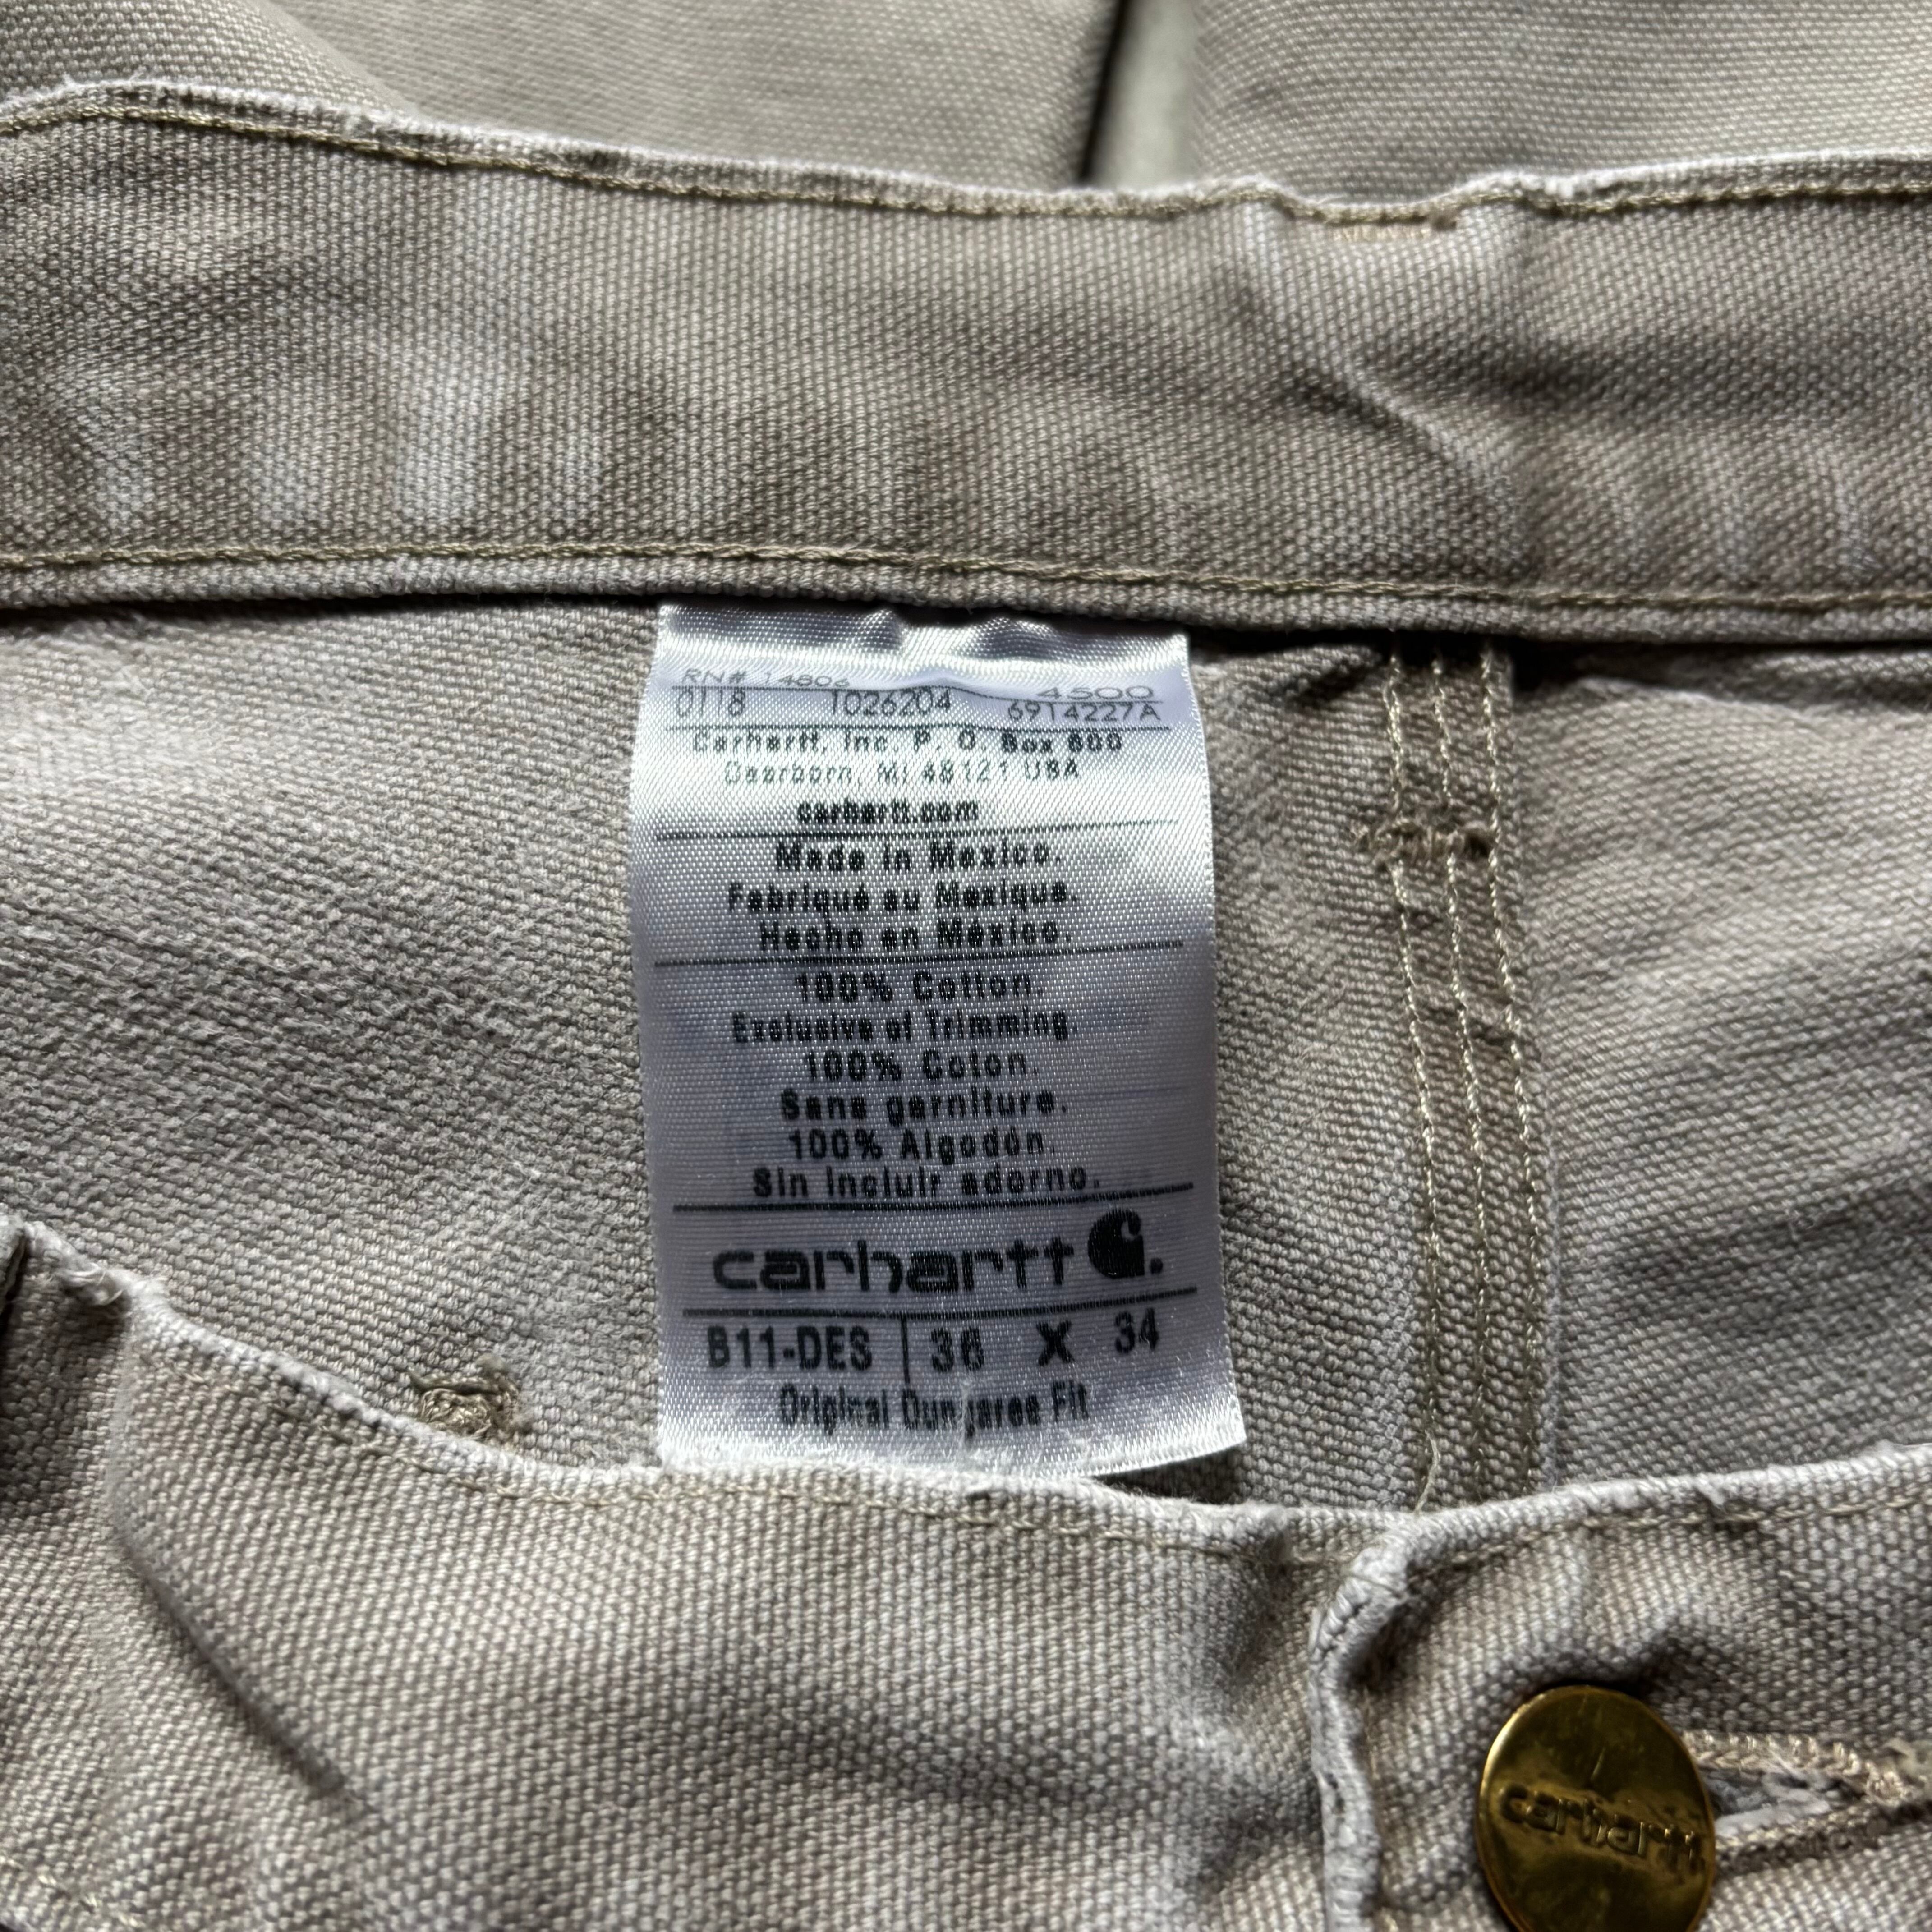 RN# 14806 4500
0118 1026204 6914227A
Carhartt, Inc. P. O. Box 600
Dearborn, MI 48121 USA
carhartt.com
Made in Mexico.
Fabriqué au Mexique.
Hecho en México.
100% Cotton.
Exclusive of Trimming.
100% Coton.
Sans garniture.
100% Algodón.
Sin incluir adorno.
carhartt
B11-DES 36 X 34
Original Dungaree Fit
carhartt